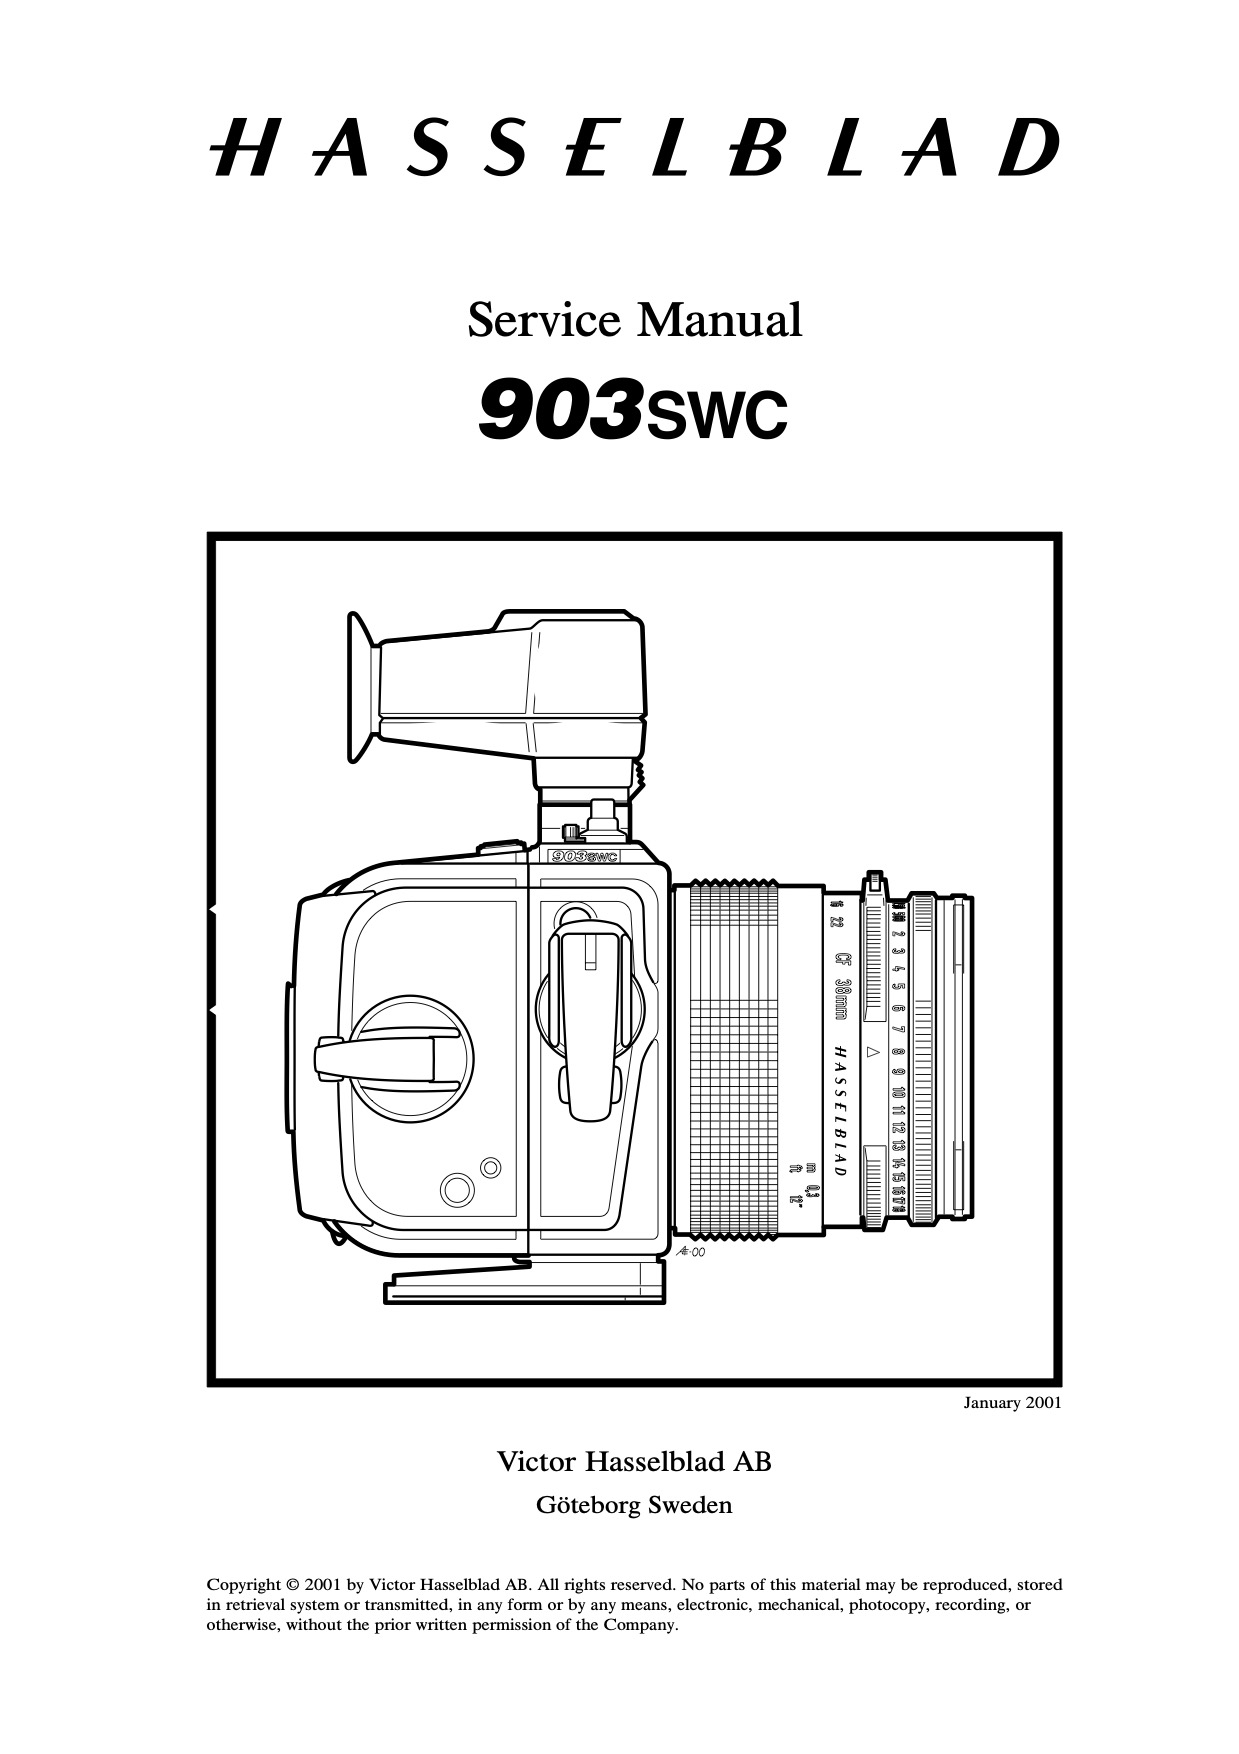 HASSELBLAD
Service Manual
903SWC
903SWC
22 CF 38mm HASSELBLAD
2 3 4 5 6 7 8 9 10 11 12 13 14 15 16 17 18
m 0,3
ft 12"
Æ-00
January 2001
Victor Hasselblad AB
Göteborg Sweden
Copyright © 2001 by Victor Hasselblad AB. All rights reserved. No parts of this material may be reproduced, stored
in retrieval system or transmitted, in any form or by any means, electronic, mechanical, photocopy, recording, or
otherwise, without the prior written permission of the Company.